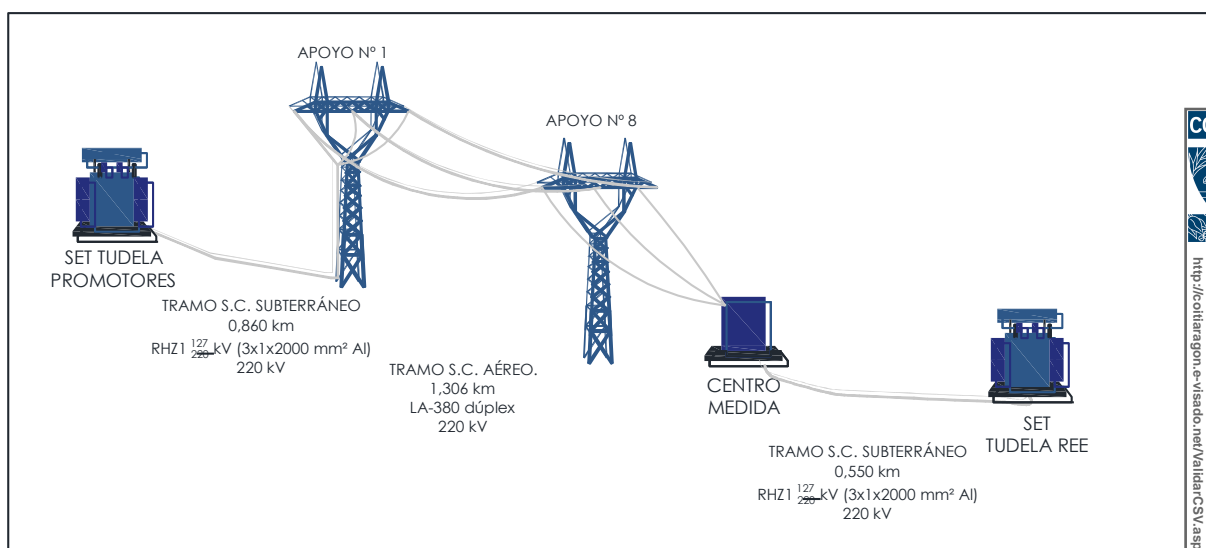 APOYO Nº 1
APOYO Nº 8
SET TUDELA
PROMOTORES
TRAMO S.C. SUBTERRÁNEO
0,860 km
RHZ1 127/220 kV (3x1x2000 mm² Al)
220 kV
TRAMO S.C. AÉREO.
1,306 km
LA-380 dúplex
220 kV
CENTRO
MEDIDA
SET
TUDELA REE
TRAMO S.C. SUBTERRÁNEO
0,550 km
RHZ1 127/220 kV (3x1x2000 mm² Al)
220 kV
http://coitiaragon.e-visado.net/ValidarCSV.asp